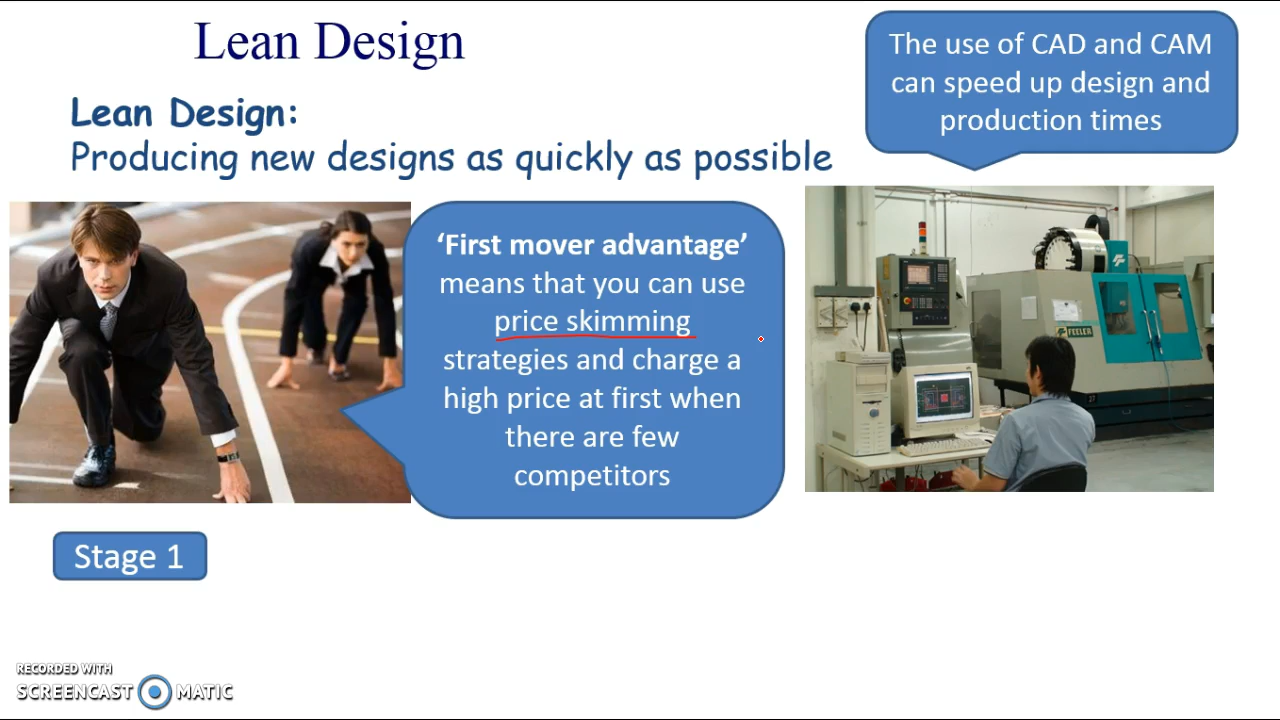 Lean Design
The use of CAD and CAM
can speed up design and
production times
Lean Design:
Producing new designs as quickly as possible
‘First mover advantage’
means that you can use
price skimming
strategies and charge a
high price at first when
there are few
competitors
FEELER
Stage 1
RECORDED WITH
SCREENCAST MATIC